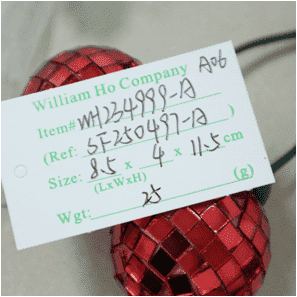 William Ho Company A06
Item# WH234999-A
(Ref: SF250497-A )
Size: 8.5 x 4 x 11.5 cm
(LxWxH)
Wgt: 25 (g)